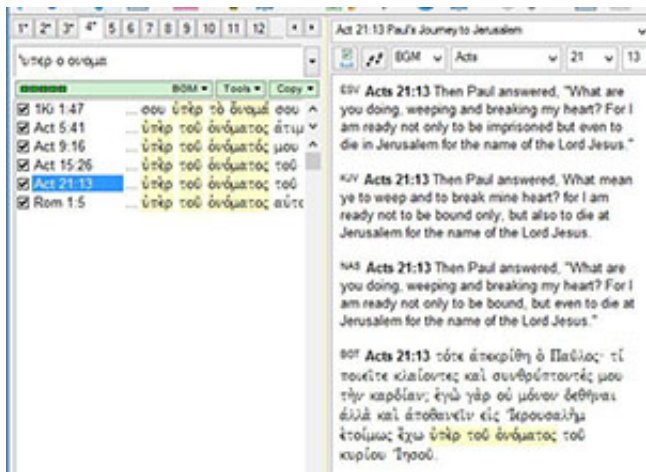 1* 2* 3* 4* 5 6 7 8 9 10 11 12
'υπερ ο ονομα
BGM Tools Copy
1Ki 1:47 ... σου ὑπὲρ τὸ ὄνομά σου
Act 5:41 ... ὑπὲρ τοῦ ὀνόματος ἀτιμ
Act 9:16 ... ὑπὲρ τοῦ ὀνόματός μου
Act 15:26 ... ὑπὲρ τοῦ ὀνόματος τοῦ
Act 21:13 ... ὑπὲρ τοῦ ὀνόματος τοῦ
Rom 1:5 ... ὑπὲρ τοῦ ὀνόματος αὐτο
Act 21:13 Paul's Journey to Jerusalem
BGM Acts 21 13
ESV Acts 21:13 Then Paul answered, "What are
you doing, weeping and breaking my heart? For I
am ready not only to be imprisoned but even to
die in Jerusalem for the name of the Lord Jesus."
KJV Acts 21:13 Then Paul answered, What mean
ye to weep and to break mine heart? for I am
ready not to be bound only, but also to die at
Jerusalem for the name of the Lord Jesus.
NAS Acts 21:13 Then Paul answered, "What are
you doing, weeping and breaking my heart? For I
am ready not only to be bound, but even to die at
Jerusalem for the name of the Lord Jesus."
BGT Acts 21:13 τότε ἀπεκρίθη ὁ Παῦλος· τί
ποιεῖτε κλαίοντες καὶ συνθρύπτοντές μου
τὴν καρδίαν; ἐγὼ γὰρ οὐ μόνον δεθῆναι
ἀλλὰ καὶ ἀποθανεῖν εἰς Ἰερουσαλὴμ
ἑτοίμως ἔχω ὑπὲρ τοῦ ὀνόματος τοῦ
κυρίου Ἰησοῦ.